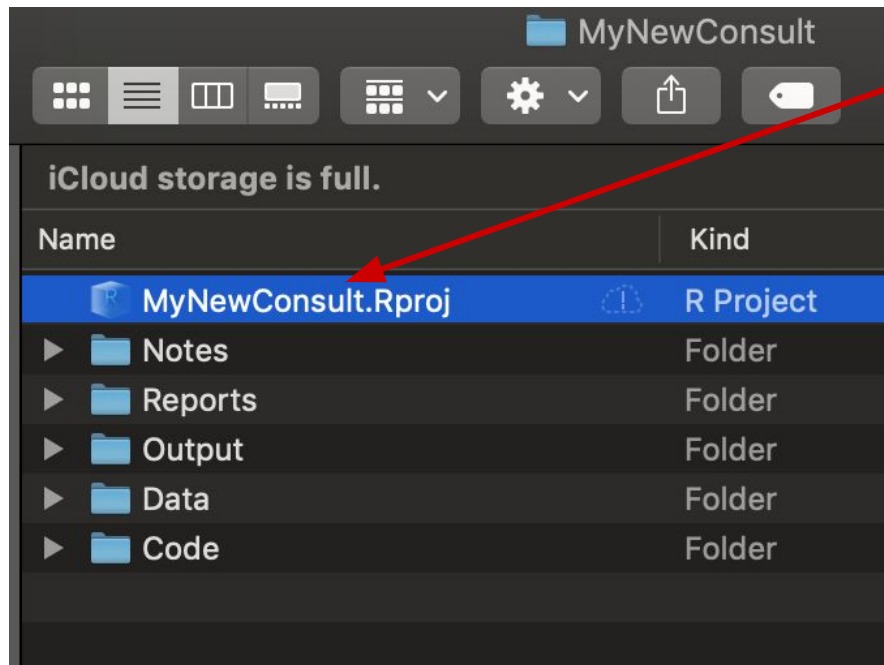 MyNewConsult
iCloud storage is full.
Name Kind
R MyNewConsult.Rproj R Project
Notes Folder
Reports Folder
Output Folder
Data Folder
Code Folder